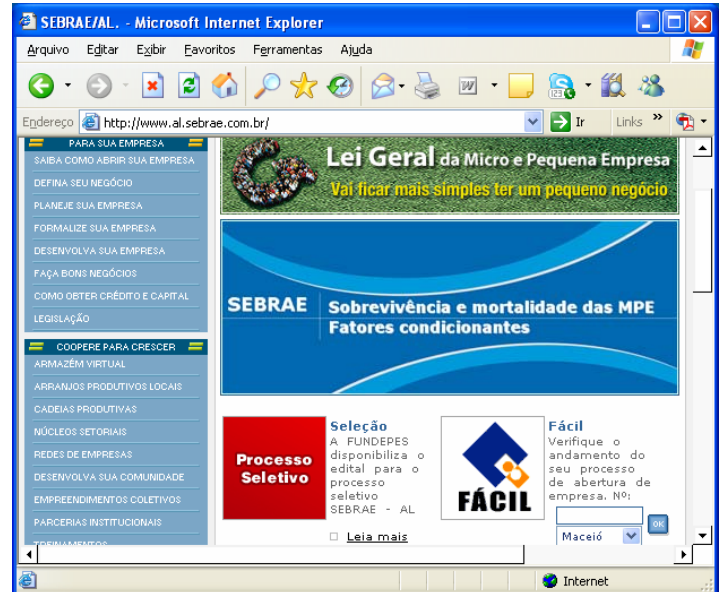 SEBRAE/AL. - Microsoft Internet Explorer
Arquivo Editar Exibir Favoritos Ferramentas Ajuda
Endereço http://www.al.sebrae.com.br/ Ir Links »
PARA SUA EMPRESA
SAIBA COMO ABRIR SUA EMPRESA
DEFINA SEU NEGÓCIO
PLANEJE SUA EMPRESA
FORMALIZE SUA EMPRESA
DESENVOLVA SUA EMPRESA
FAÇA BONS NEGÓCIOS
COMO OBTER CRÉDITO E CAPITAL
LEGISLAÇÃO
COOPERE PARA CRESCER
ARMAZÉM VIRTUAL
ARRANJOS PRODUTIVOS LOCAIS
CADEIAS PRODUTIVAS
NÚCLEOS SETORIAIS
REDES DE EMPRESAS
DESENVOLVA SUA COMUNIDADE
EMPREENDIMENTOS COLETIVOS
PARCERIAS INSTITUCIONAIS
TREINAMENTOS
Lei Geral da Micro e Pequena Empresa
Vai ficar mais simples ter um pequeno negócio
SEBRAE
Sobrevivência e mortalidade das MPE
Fatores condicionantes
Processo
Seletivo
Seleção
A FUNDEPES
disponibiliza o
edital para o
processo
seletivo
SEBRAE - AL
Leia mais
FÁCIL
Fácil
Verifique o
andamento do
seu processo
de abertura de
empresa. Nº:
OK
Maceió
Internet